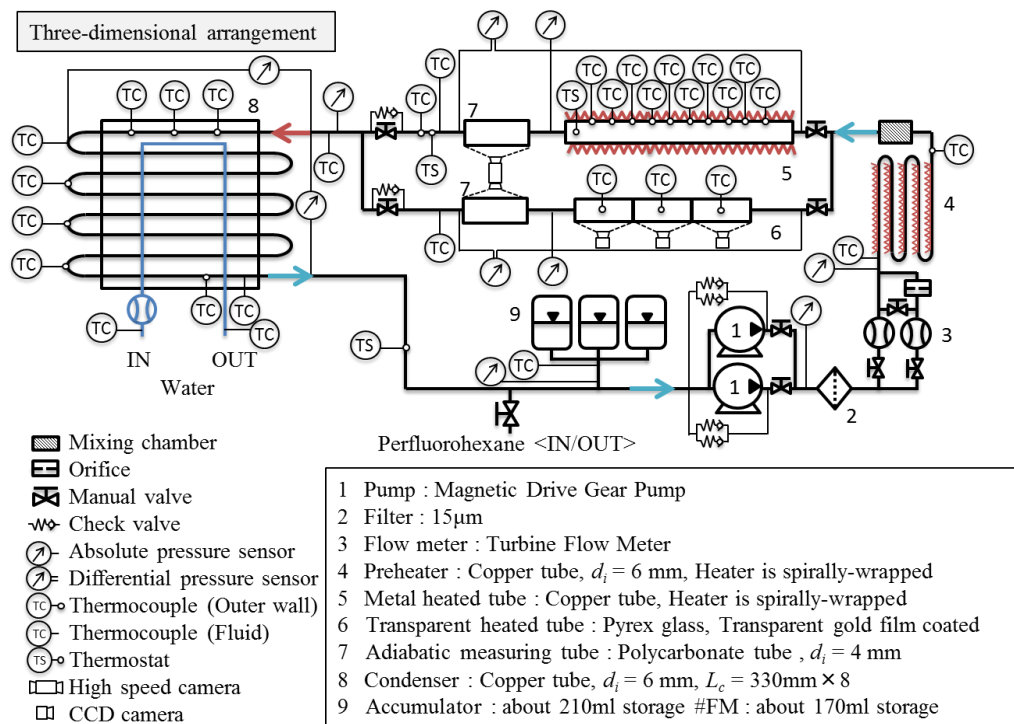 Three-dimensional arrangement
TC TC TC TC TC TC
TC TC TC 8 TC TS TC TC TC TC TC
7
TC TC TS TC
5
TC 7 TC TC TC 4
TC TC 6
TC TC
TC TC
9 1 3
TC TC
IN OUT TS
Water TC 1 2
Perfluorohexane <IN/OUT>
Mixing chamber
Orifice
Manual valve
Check valve
Absolute pressure sensor
Differential pressure sensor
TC Thermocouple (Outer wall)
TC Thermocouple (Fluid)
TS Thermostat
High speed camera
CCD camera
1 Pump : Magnetic Drive Gear Pump
2 Filter : 15μm
3 Flow meter : Turbine Flow Meter
4 Preheater : Copper tube, di = 6 mm, Heater is spirally-wrapped
5 Metal heated tube : Copper tube, Heater is spirally-wrapped
6 Transparent heated tube : Pyrex glass, Transparent gold film coated
7 Adiabatic measuring tube : Polycarbonate tube , di = 4 mm
8 Condenser : Copper tube, di = 6 mm, Lc = 330mm × 8
9 Accumulator : about 210ml storage #FM : about 170ml storage